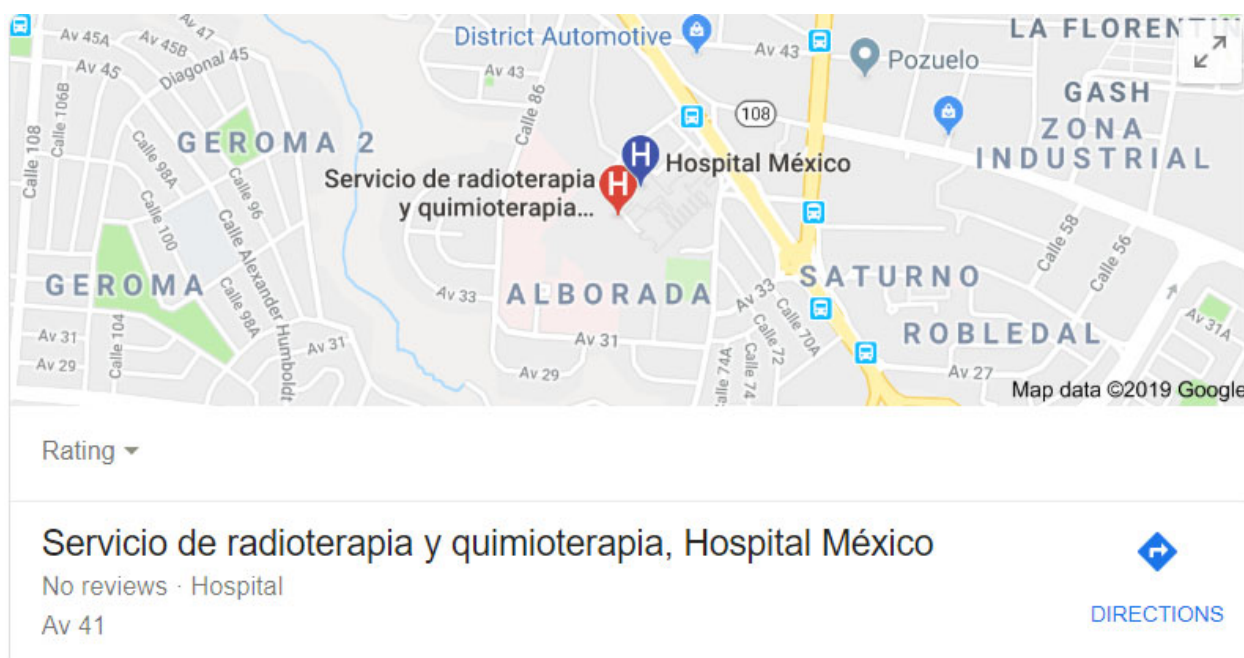 Av 45A
Av 45B
Av 47
Diagonal 45
Av 45
Calle 106B
Calle 108
GEROMA 2
Calle 98A
Calle 96
Calle 100
Calle Alexander Humboldt
GEROMA
Calle 98A
Av 31
Calle 104
Av 29
Av 31
District Automotive
Av 43
Pozuelo
LA FLORENTIN
Av 43
Calle 86
108
GASH
ZONA
INDUSTRIAL
H
Hospital México
H
Servicio de radioterapia
y quimioterapia...
Calle 58
Calle 56
Av 33
ALBORADA
Av 33
SATURNO
Calle 72
Calle 70A
Av 31
Av 31A
ROBLEDAL
Av 29
Calle 74A
Calle 74
Av 27
Map data ©2019 Google
Rating
Servicio de radioterapia y quimioterapia, Hospital México
No reviews · Hospital
Av 41
DIRECTIONS